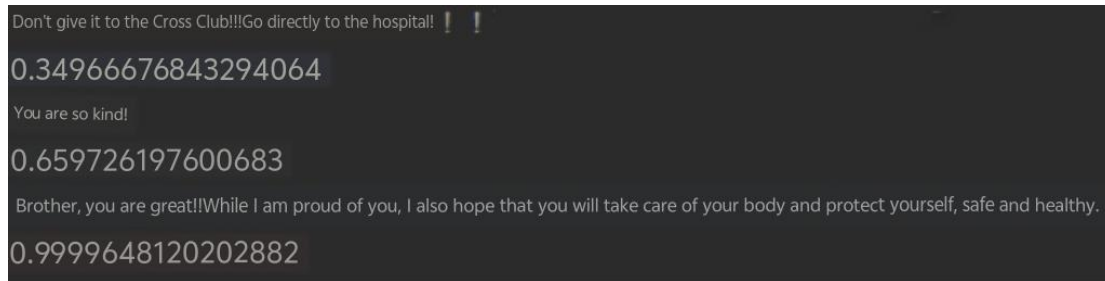 Don't give it to the Cross Club!!!Go directly to the hospital! ! !
0.34966676843294064
You are so kind!
0.659726197600683
Brother, you are great!!While I am proud of you, I also hope that you will take care of your body and protect yourself, safe and healthy.
0.9999648120202882